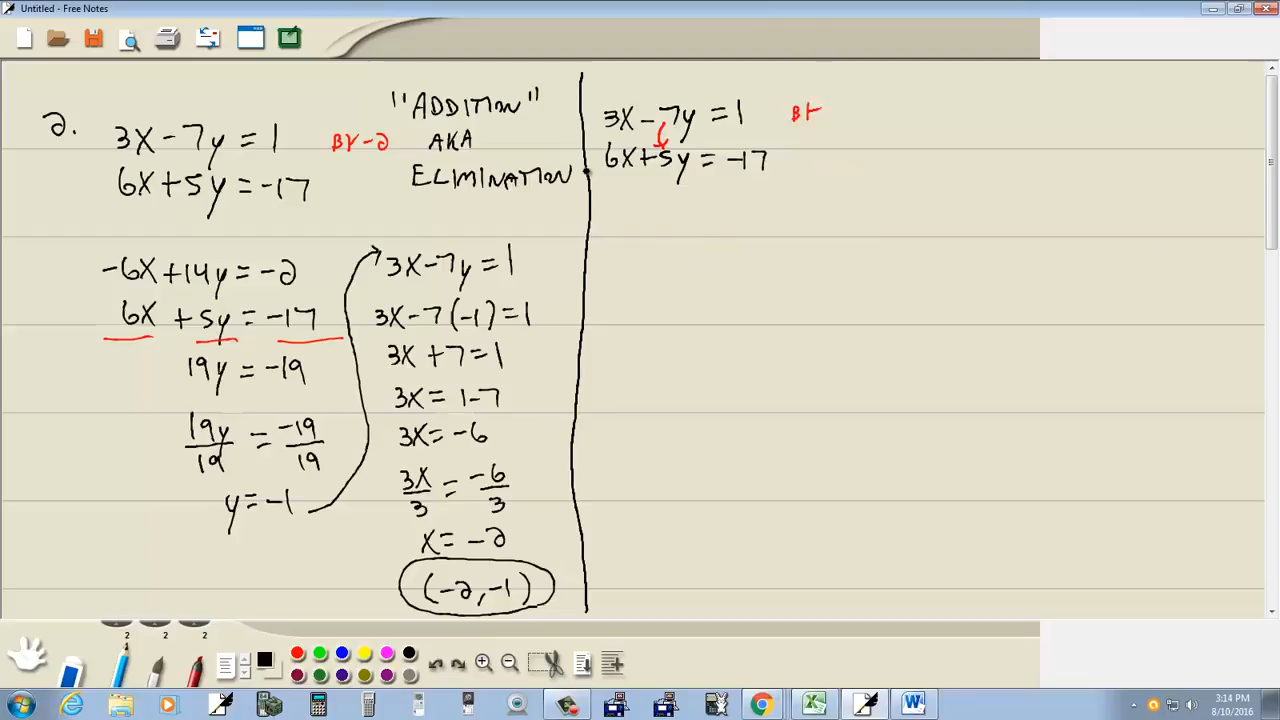 Untitled - Free Notes
2.
3X - 7y = 1 BY -2
6X + 5y = -17
"ADDITION"
AKA
ELIMINATION
-6X + 14y = -2
6X + 5y = -17
19y = -19
19y/19 = -19/19
y = -1
3X - 7y = 1
3X - 7(-1) = 1
3X + 7 = 1
3X = 1 - 7
3X = -6
3X/3 = -6/3
X = -2
(-2, -1)
3X - 7y = 1
6X + 5y = -17
2 2 2
3:14 PM
8/10/2016